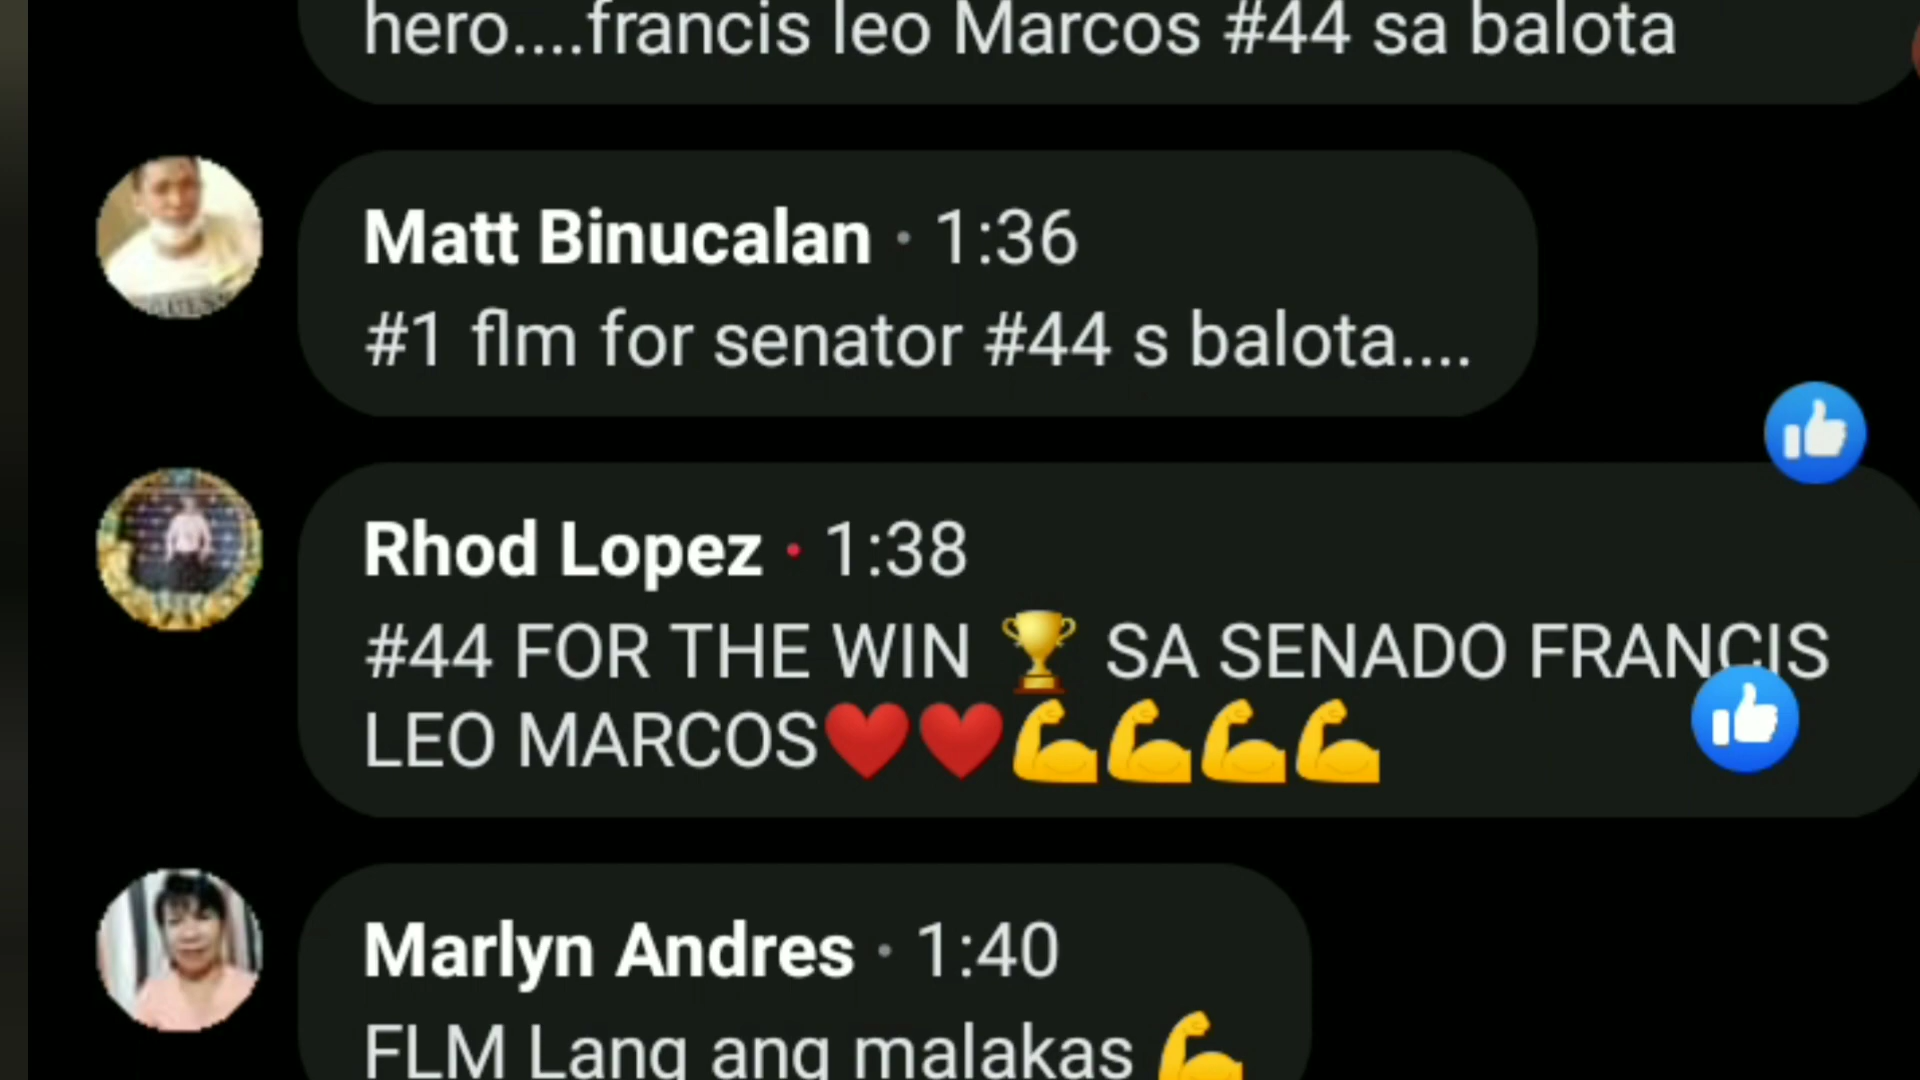 hero....francis leo Marcos #44 sa balota
Matt Binucalan · 1:36
#1 flm for senator #44 s balota....
Rhod Lopez · 1:38
#44 FOR THE WIN 🏆 SA SENADO FRANCIS
LEO MARCOS❤️❤️💪💪💪💪
Marlyn Andres · 1:40
FLM Lang ang malakas 💪